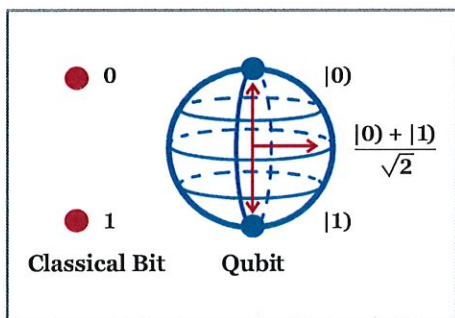 0 |0)
|0) + |1)
√2
1 |1)
Classical Bit Qubit